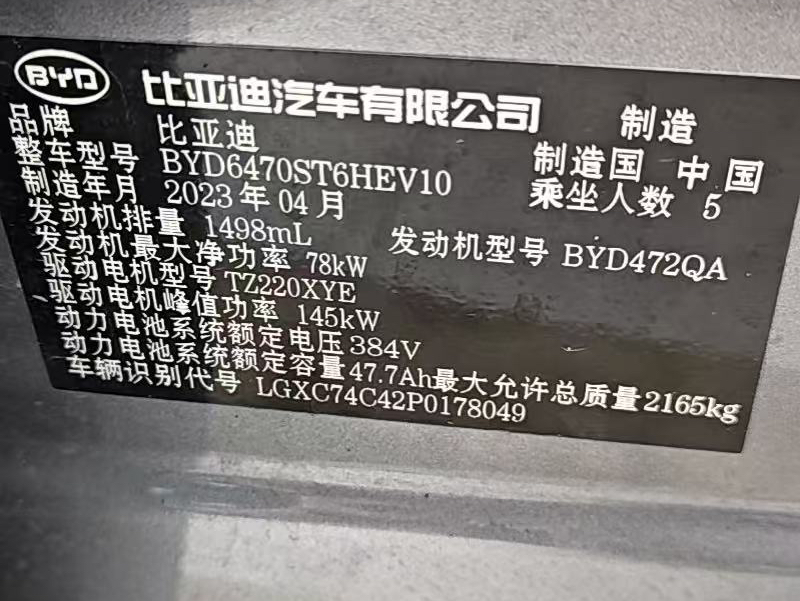 BYD 比亚迪汽车有限公司 制造
品牌 比亚迪 制造国 中国
整车型号 BYD6470ST6HEV10 乘坐人数 5
制造年月 2023年04月
发动机排量 1498mL 发动机型号 BYD472QA
发动机最大净功率 78kW
驱动电机型号 TZ220XYE
驱动电机峰值功率 145kW
动力电池系统额定电压 384V
动力电池系统额定容量 47.7Ah 最大允许总质量 2165kg
车辆识别代号 LGXC74C42P0178049